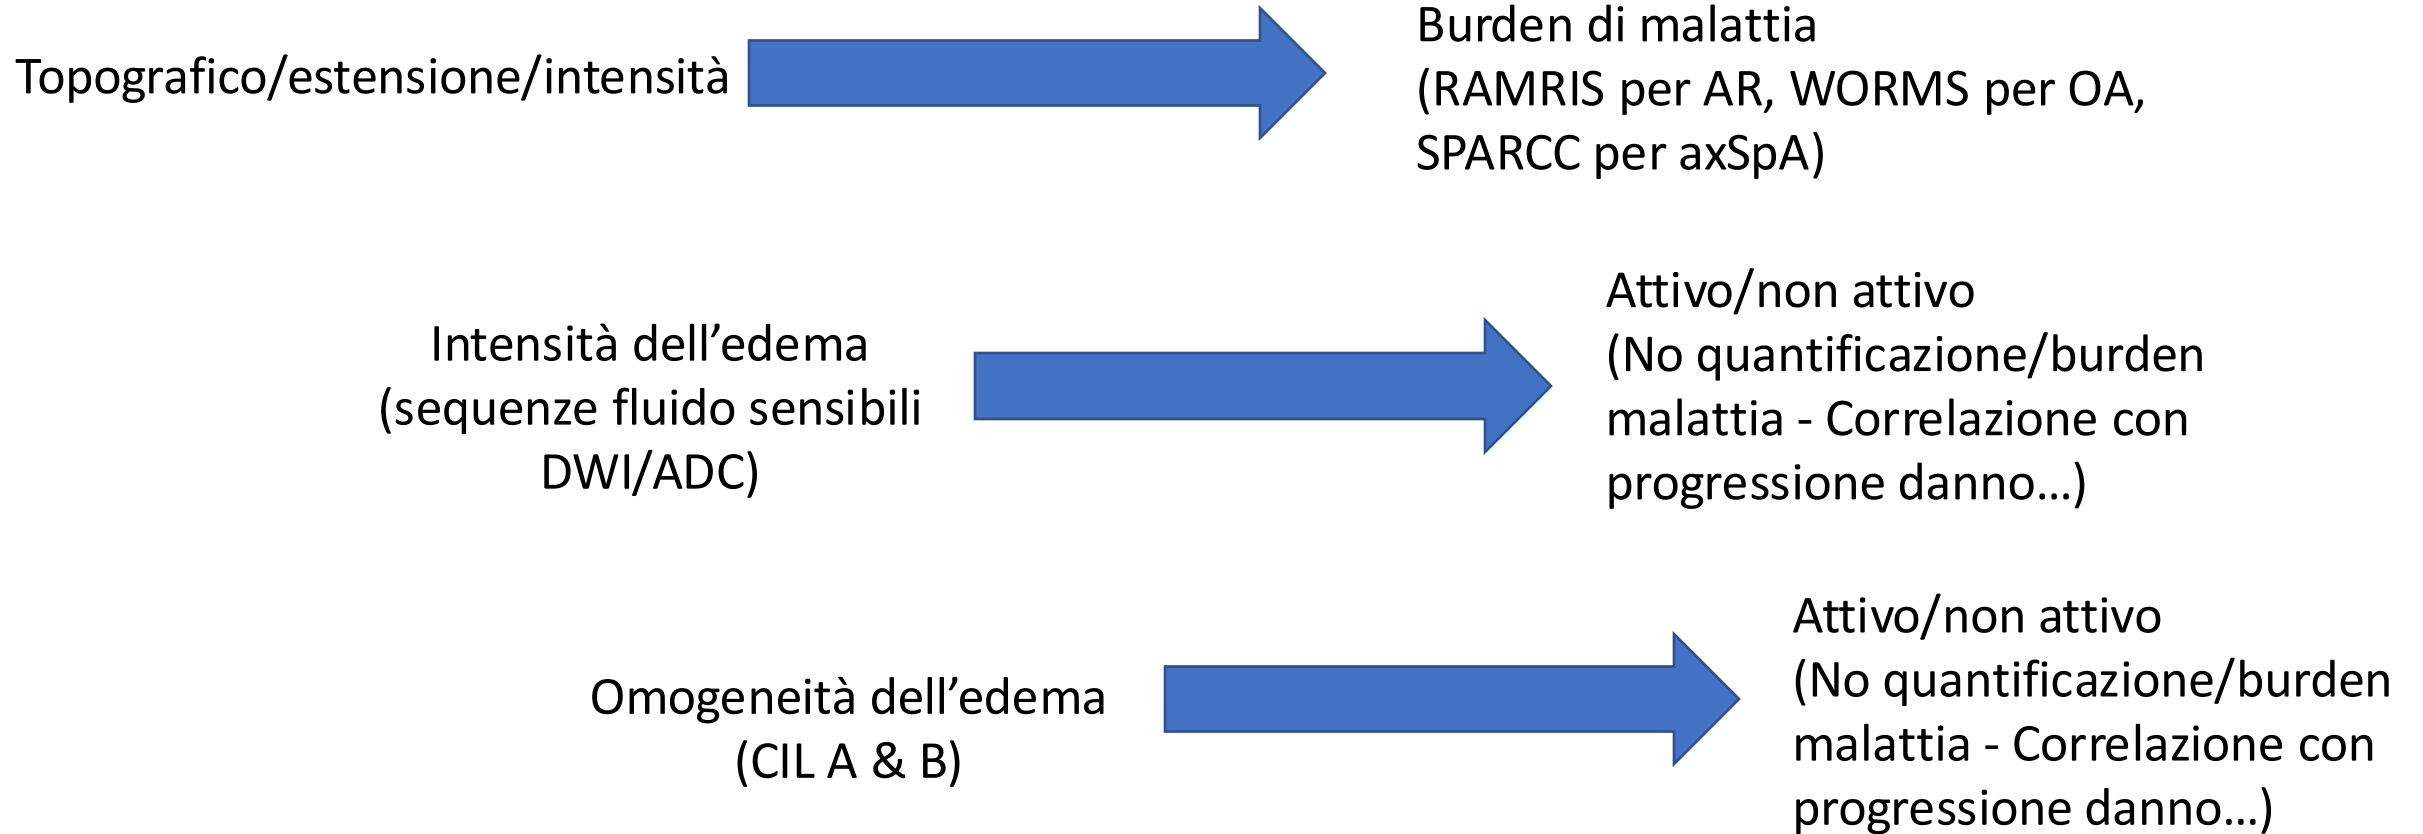 Topografico/estensione/intensità
Burden di malattia
(RAMRIS per AR, WORMS per OA,
SPARCC per axSpA)
Intensità dell’edema
(sequenze fluido sensibili
DWI/ADC)
Attivo/non attivo
(No quantificazione/burden
malattia - Correlazione con
progressione danno…)
Omogeneità dell’edema
(CIL A & B)
Attivo/non attivo
(No quantificazione/burden
malattia - Correlazione con
progressione danno…)